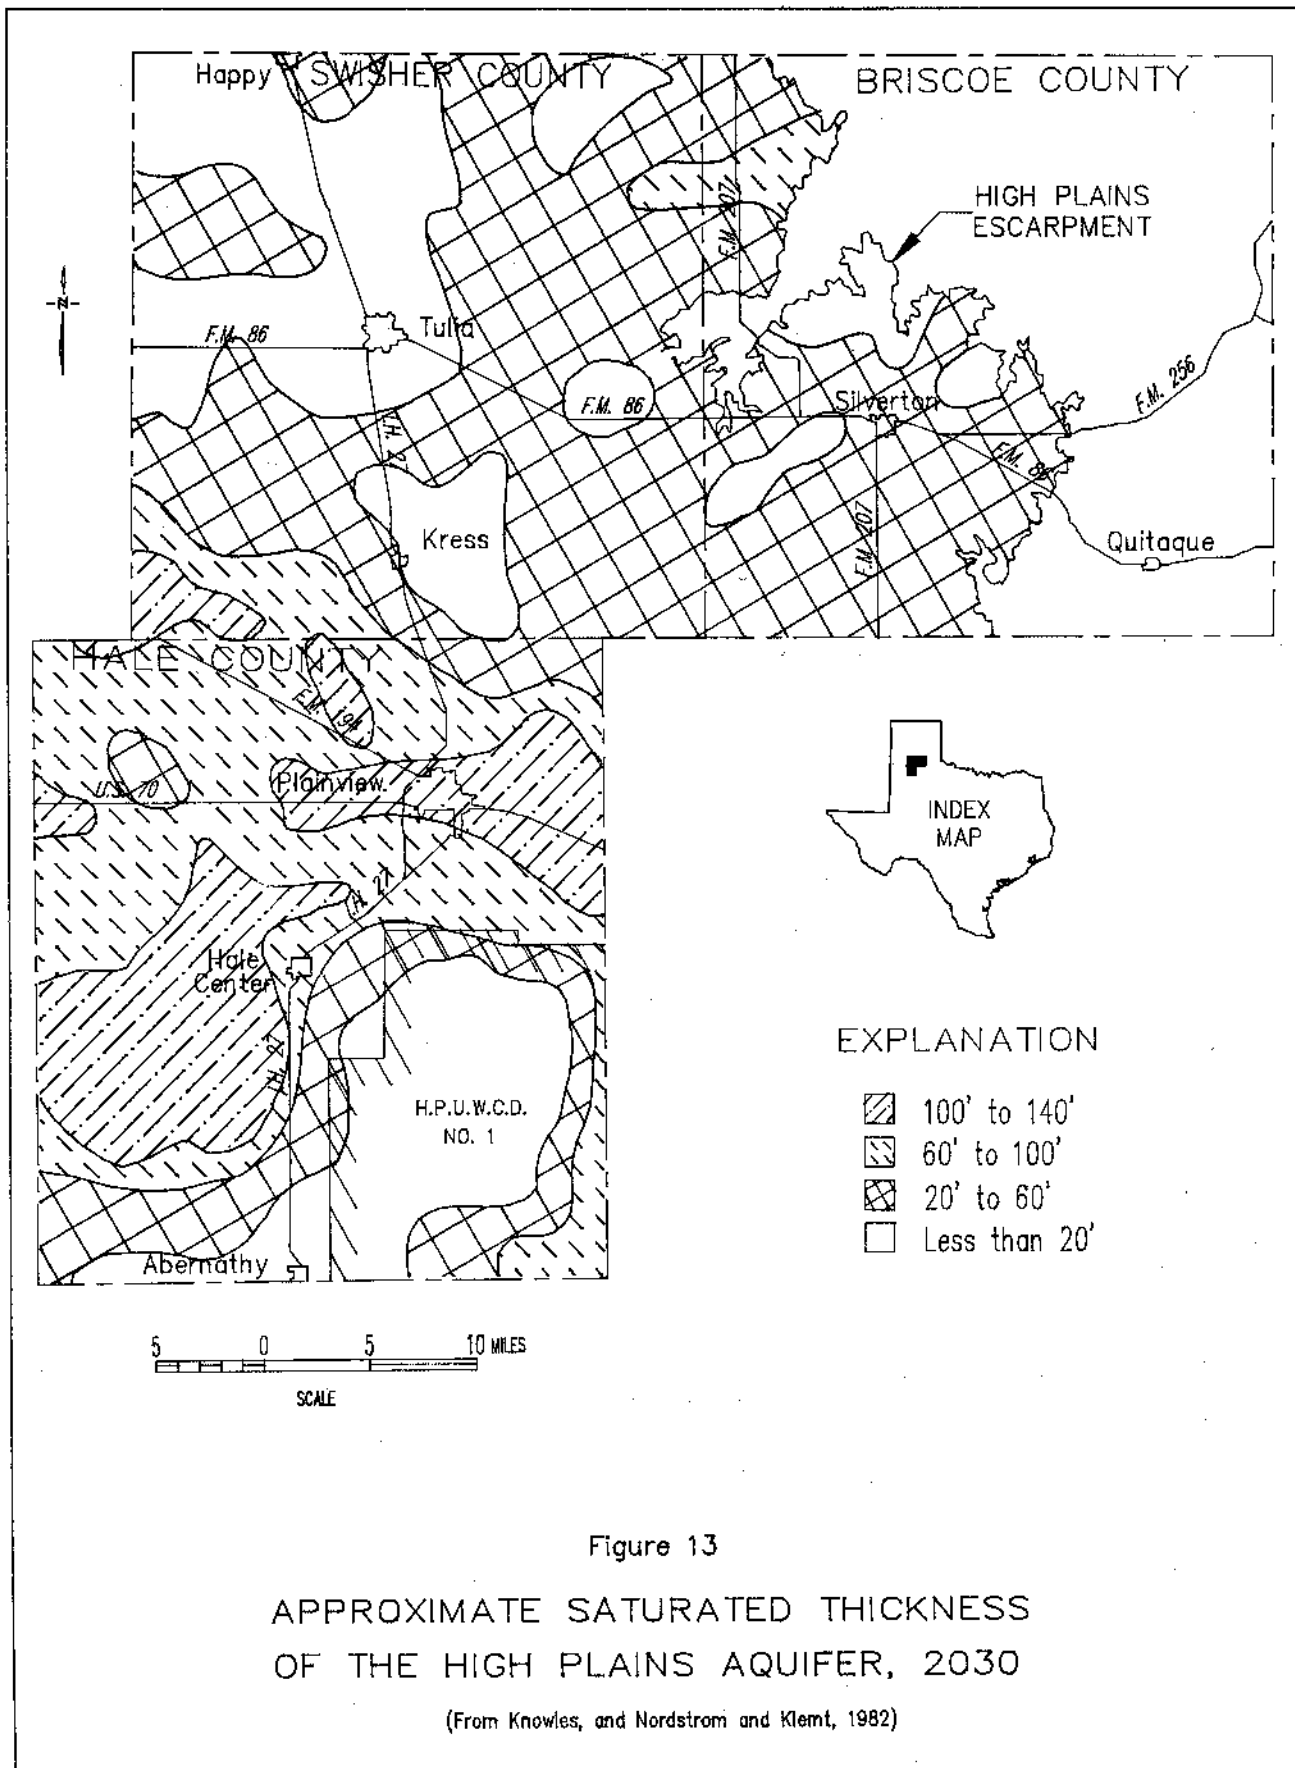 Happy
SWISHER COUNTY
BRISCOE COUNTY
F.M. 207
HIGH PLAINS
ESCARPMENT
-N-
Tulia
F.M. 86
F.M. 86
Silverton
F.M. 256
F.M. 86
I.H. 27
Kress
F.M. 207
Quitaque
HALE COUNTY
F.M. 194
Plainview
U.S. 70
INDEX
MAP
I.H. 27
Hale
Center
I.H. 27
H.P.U.W.C.D.
NO. 1
Abernathy
EXPLANATION
100' to 140'
60' to 100'
20' to 60'
Less than 20'
5 0 5 10 MILES
SCALE
Figure 13
APPROXIMATE SATURATED THICKNESS
OF THE HIGH PLAINS AQUIFER, 2030
(From Knowles, and Nordstrom and Klemt, 1982)